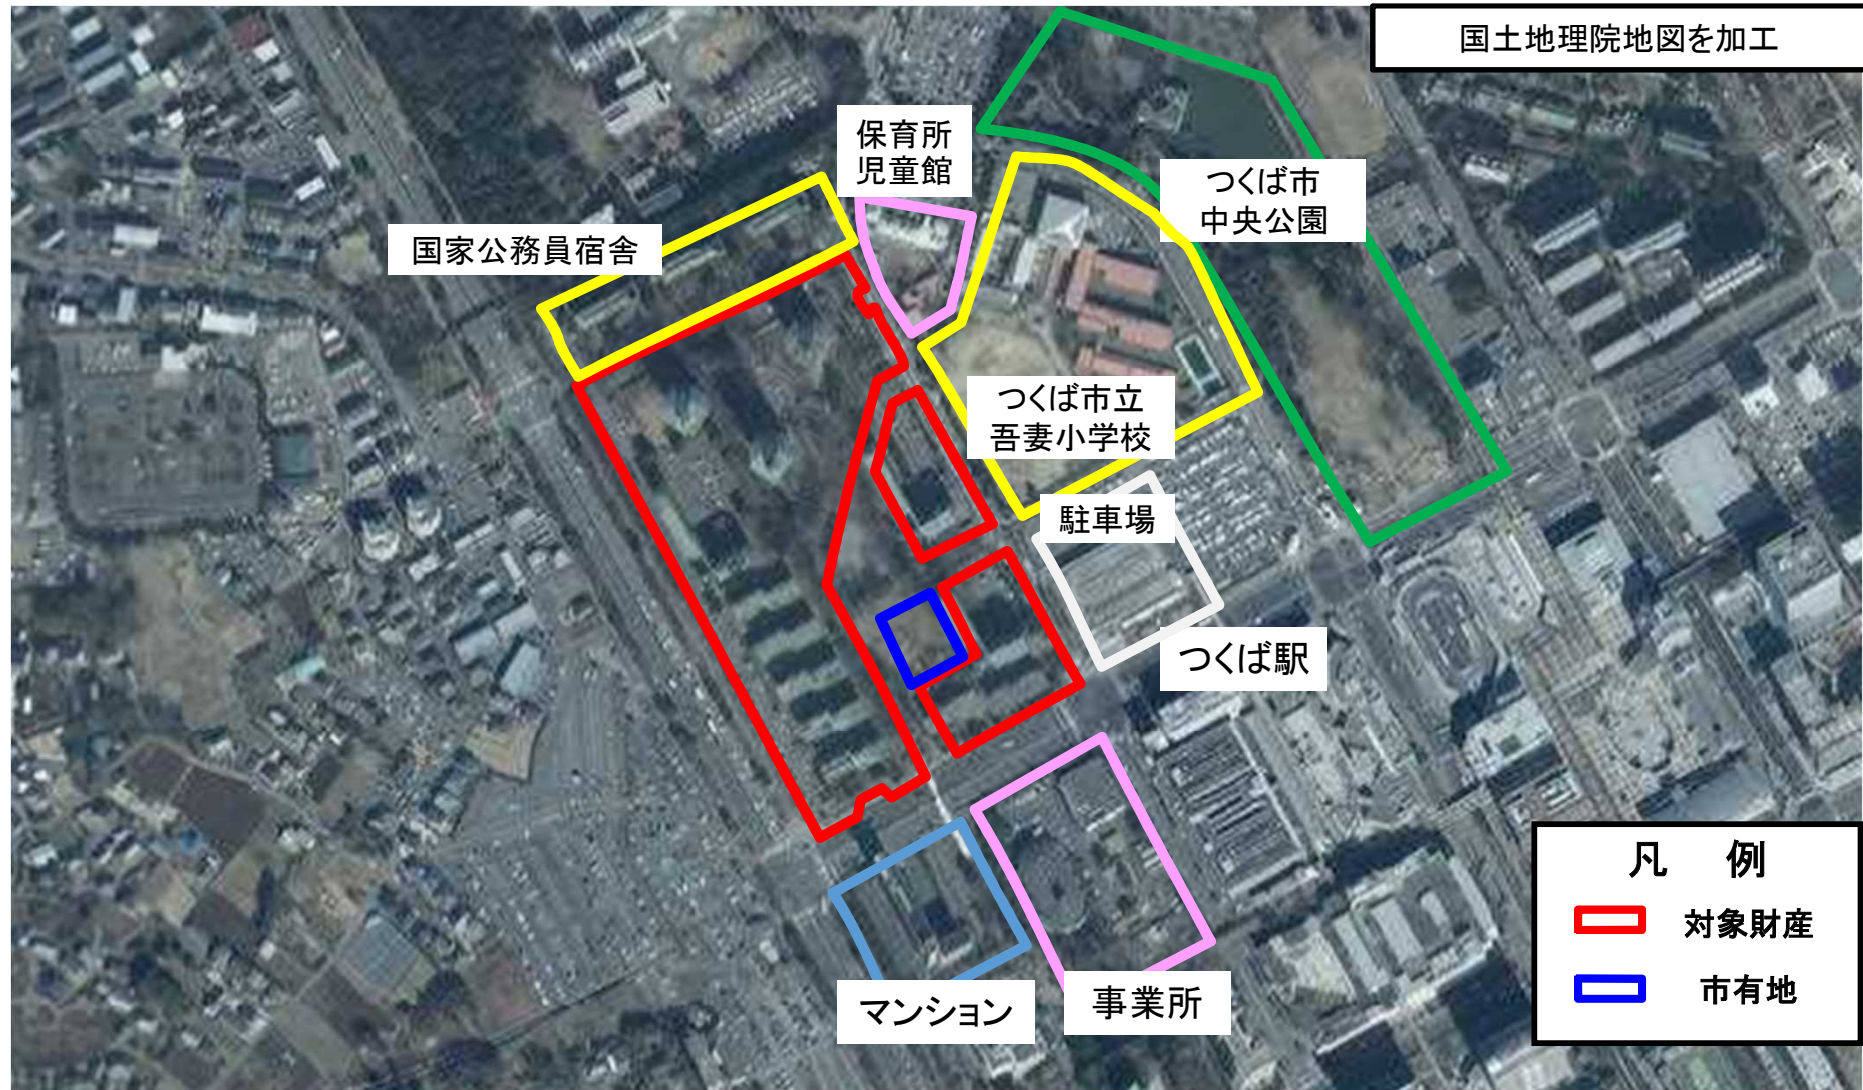 国土地理院地図を加工
保育所
児童館
つくば市
中央公園
国家公務員宿舎
つくば市立
吾妻小学校
駐車場
つくば駅
凡 例
対象財産
市有地
マンション
事業所